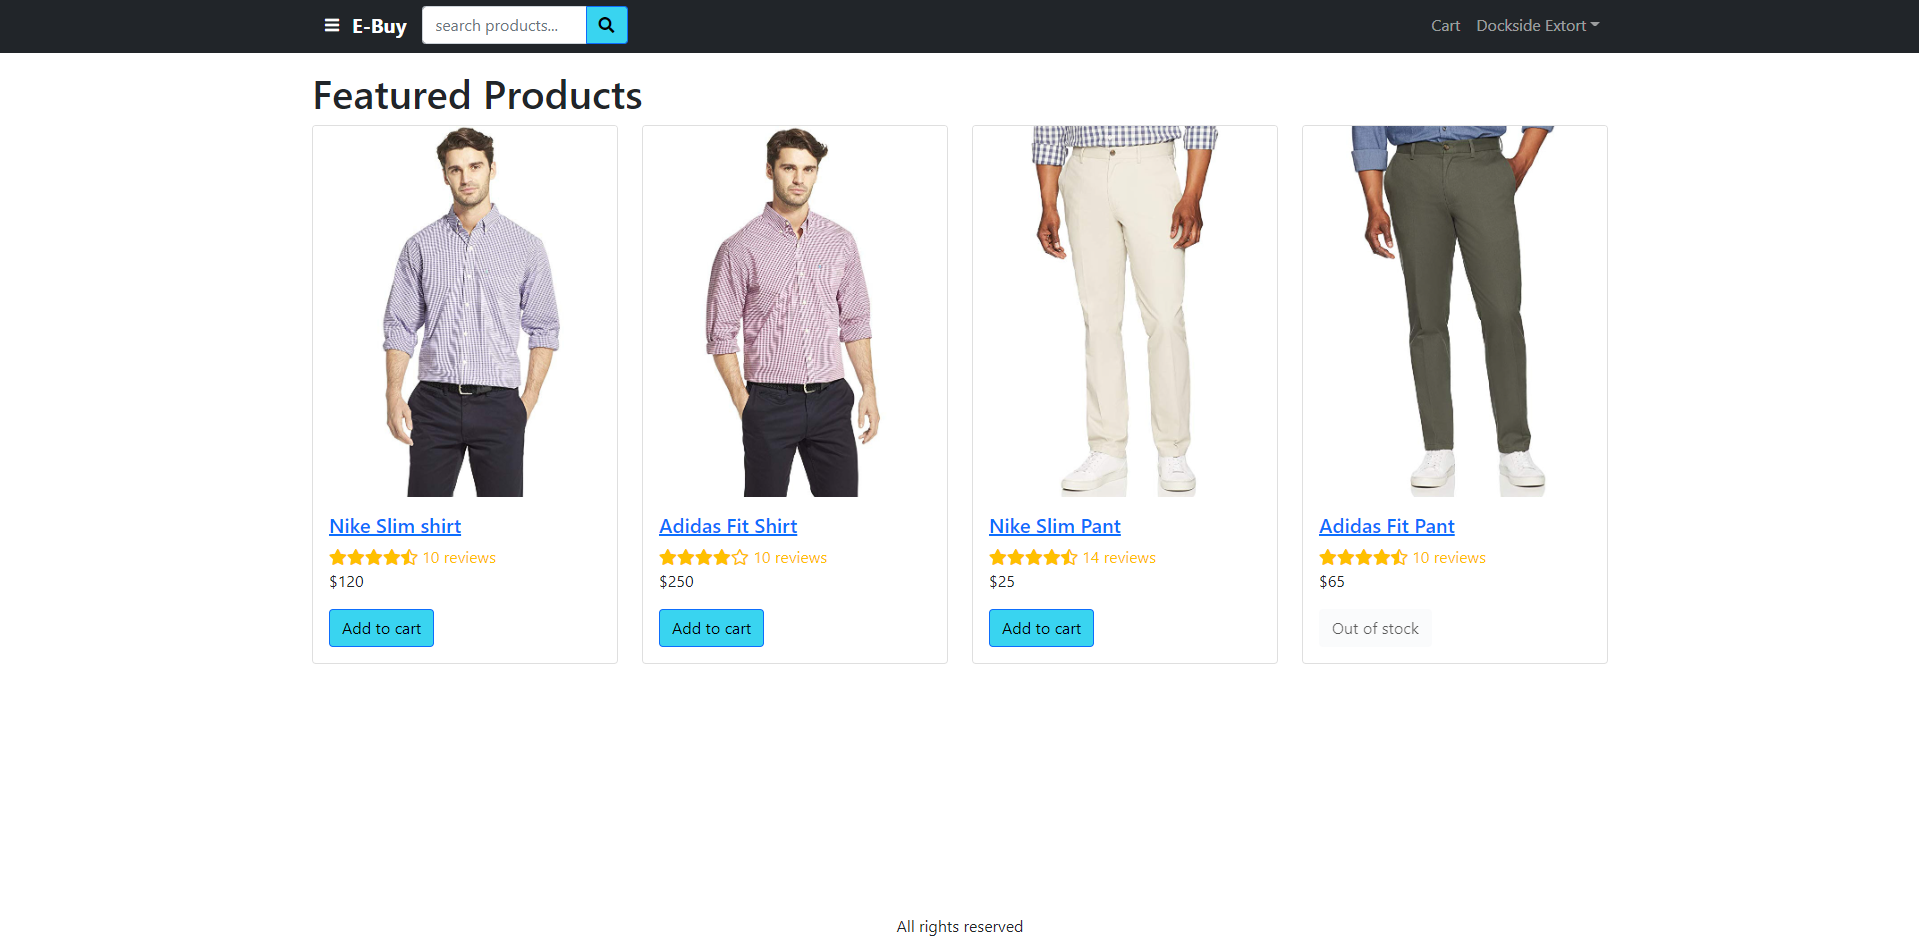 E-Buy
search products...
Cart
Dockside Extort
Featured Products
Nike Slim shirt
10 reviews
$120
Add to cart
Adidas Fit Shirt
10 reviews
$250
Add to cart
Nike Slim Pant
14 reviews
$25
Add to cart
Adidas Fit Pant
10 reviews
$65
Out of stock
All rights reserved